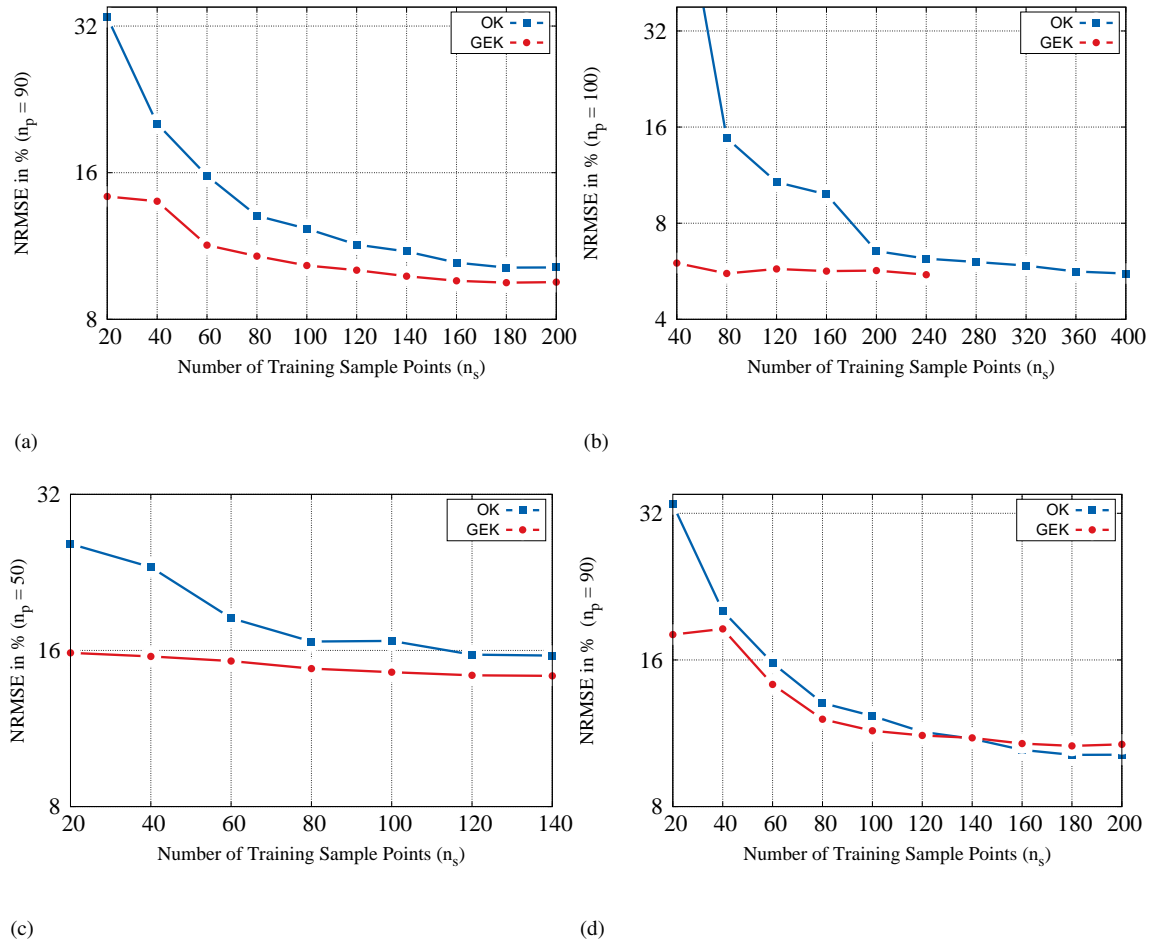 OK
GEK
NRMSE in % (n_p = 90)
32
16
8
20 40 60 80 100 120 140 160 180 200
Number of Training Sample Points (n_s)
(a)
OK
GEK
NRMSE in % (n_p = 100)
32
16
8
4
40 80 120 160 200 240 280 320 360 400
Number of Training Sample Points (n_s)
(b)
OK
GEK
NRMSE in % (n_p = 50)
32
16
8
20 40 60 80 100 120 140
Number of Training Sample Points (n_s)
(c)
OK
GEK
NRMSE in % (n_p = 90)
32
16
8
20 40 60 80 100 120 140 160 180 200
Number of Training Sample Points (n_s)
(d)